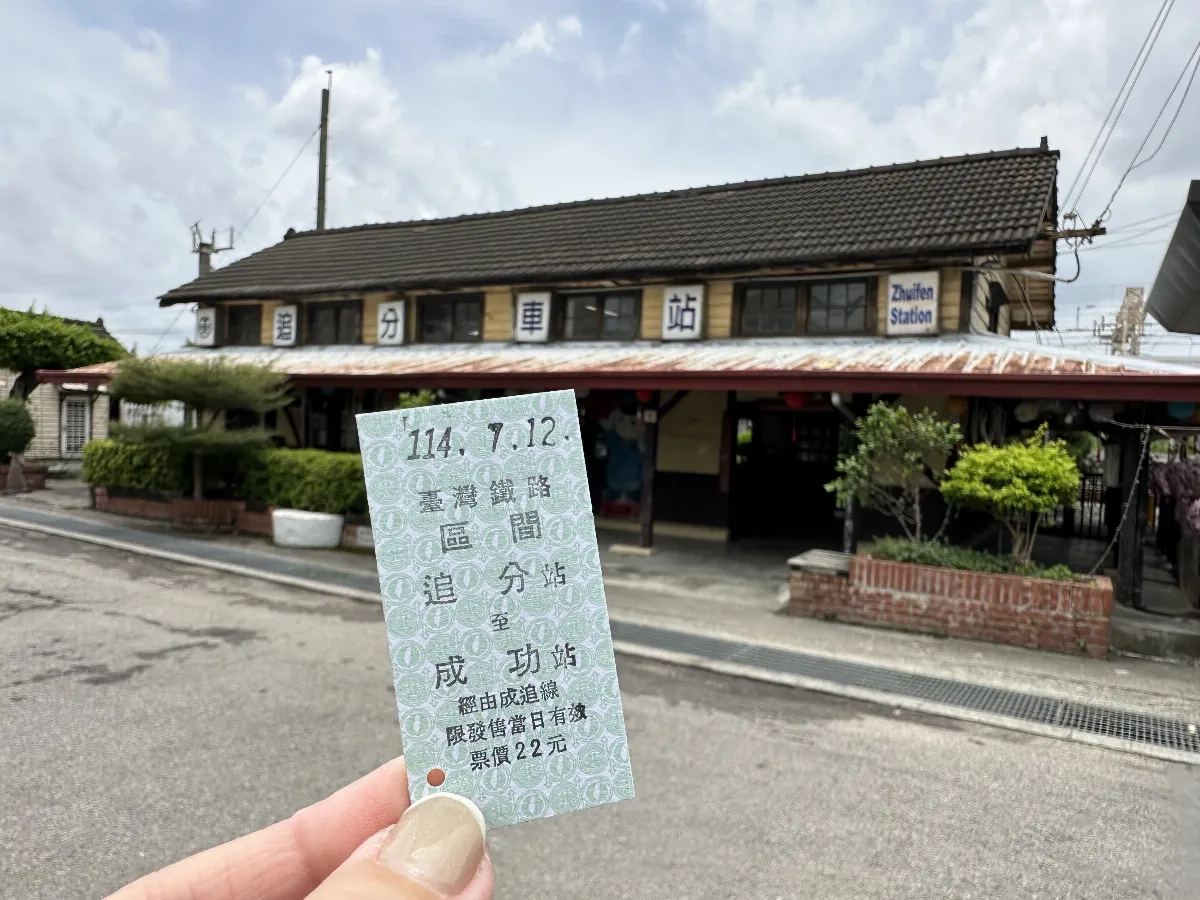 追分車站
Zhuifen
Station
114. 7.12.
臺灣鐵路
區間
追分站
至
成功站
經由成追線
限發售當日有效
票價22元